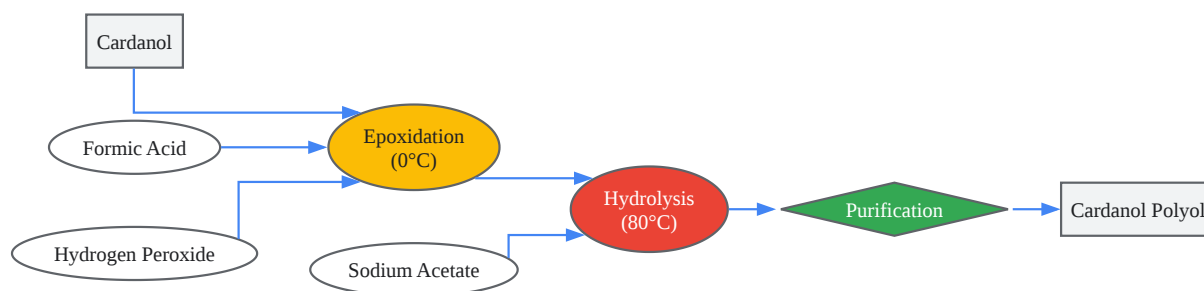 Cardanol
Formic Acid
Hydrogen Peroxide
Epoxidation
(0°C)
Sodium Acetate
Hydrolysis
(80°C)
Purification
Cardanol Polyol